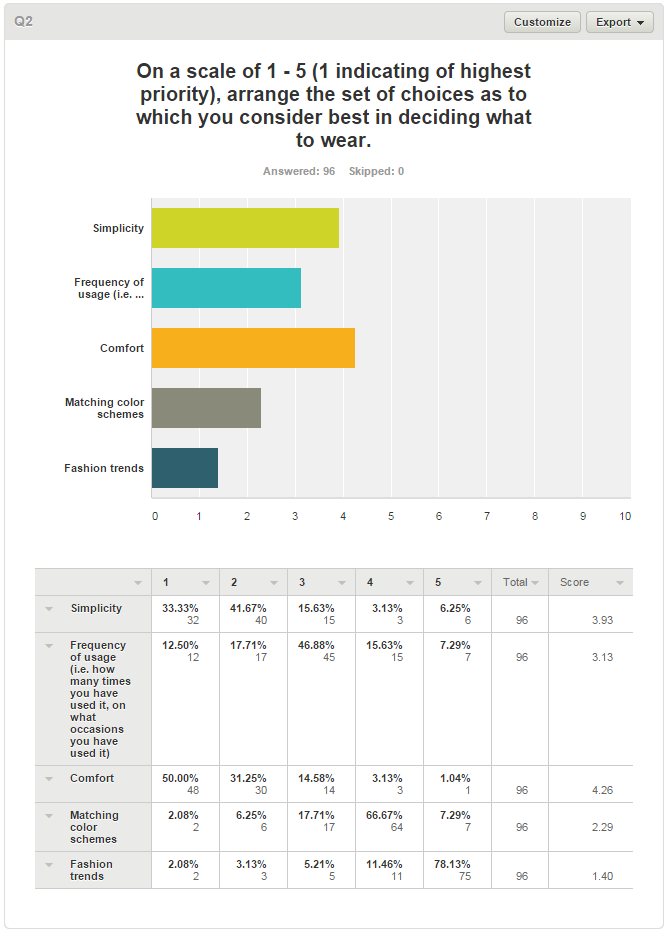 Q2
Customize
Export
On a scale of 1 - 5 (1 indicating of highest
priority), arrange the set of choices as to
which you consider best in deciding what
to wear.
Answered: 96 Skipped: 0
Simplicity
Frequency of
usage (i.e. ...
Comfort
Matching color
schemes
Fashion trends
0 1 2 3 4 5 6 7 8 9 10
1 2 3 4 5 Total Score
Simplicity 33.33% 41.67% 15.63% 3.13% 6.25%
32 40 15 3 6 96 3.93
Frequency 12.50% 17.71% 46.88% 15.63% 7.29%
of usage 12 17 45 15 7 96 3.13
(i.e. how
many times
you have
used it, on
what
occasions
you have
used it)
Comfort 50.00% 31.25% 14.58% 3.13% 1.04%
48 30 14 3 1 96 4.26
Matching 2.08% 6.25% 17.71% 66.67% 7.29%
color 2 6 17 64 7 96 2.29
schemes
Fashion 2.08% 3.13% 5.21% 11.46% 78.13%
trends 2 3 5 11 75 96 1.40